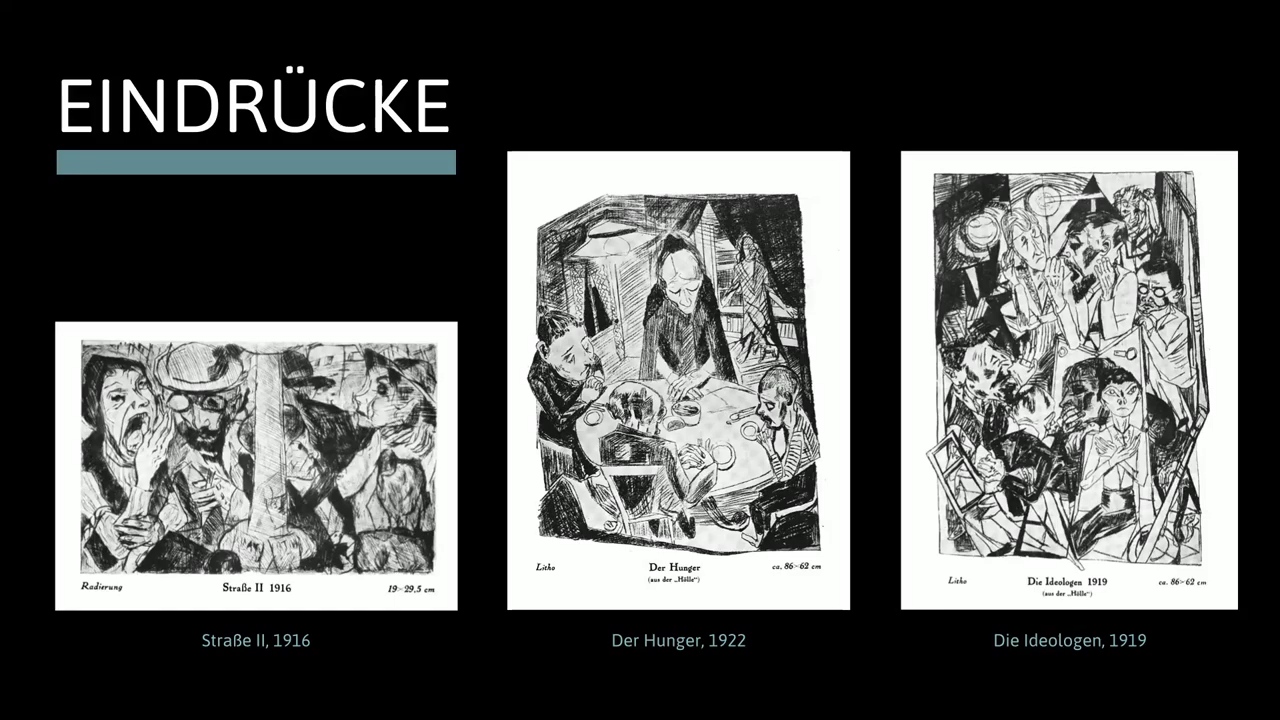 EINDRÜCKE
Radierung Straße II 1916 19×29,5 cm
Straße II, 1916
Litho Der Hunger ca. 86×62 cm
(aus der „Hölle")
Der Hunger, 1922
Litho Die Ideologen 1919 ca. 86×62 cm
(aus der „Hölle")
Die Ideologen, 1919